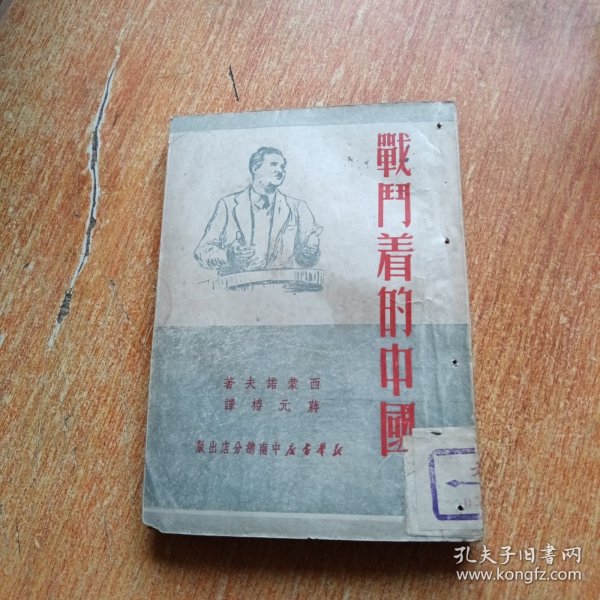 戰鬥着的中國
西蒙諾夫著
蔣元椿譯
新華書店中南總分店出版
孔夫子旧书网
www.kongfz.com